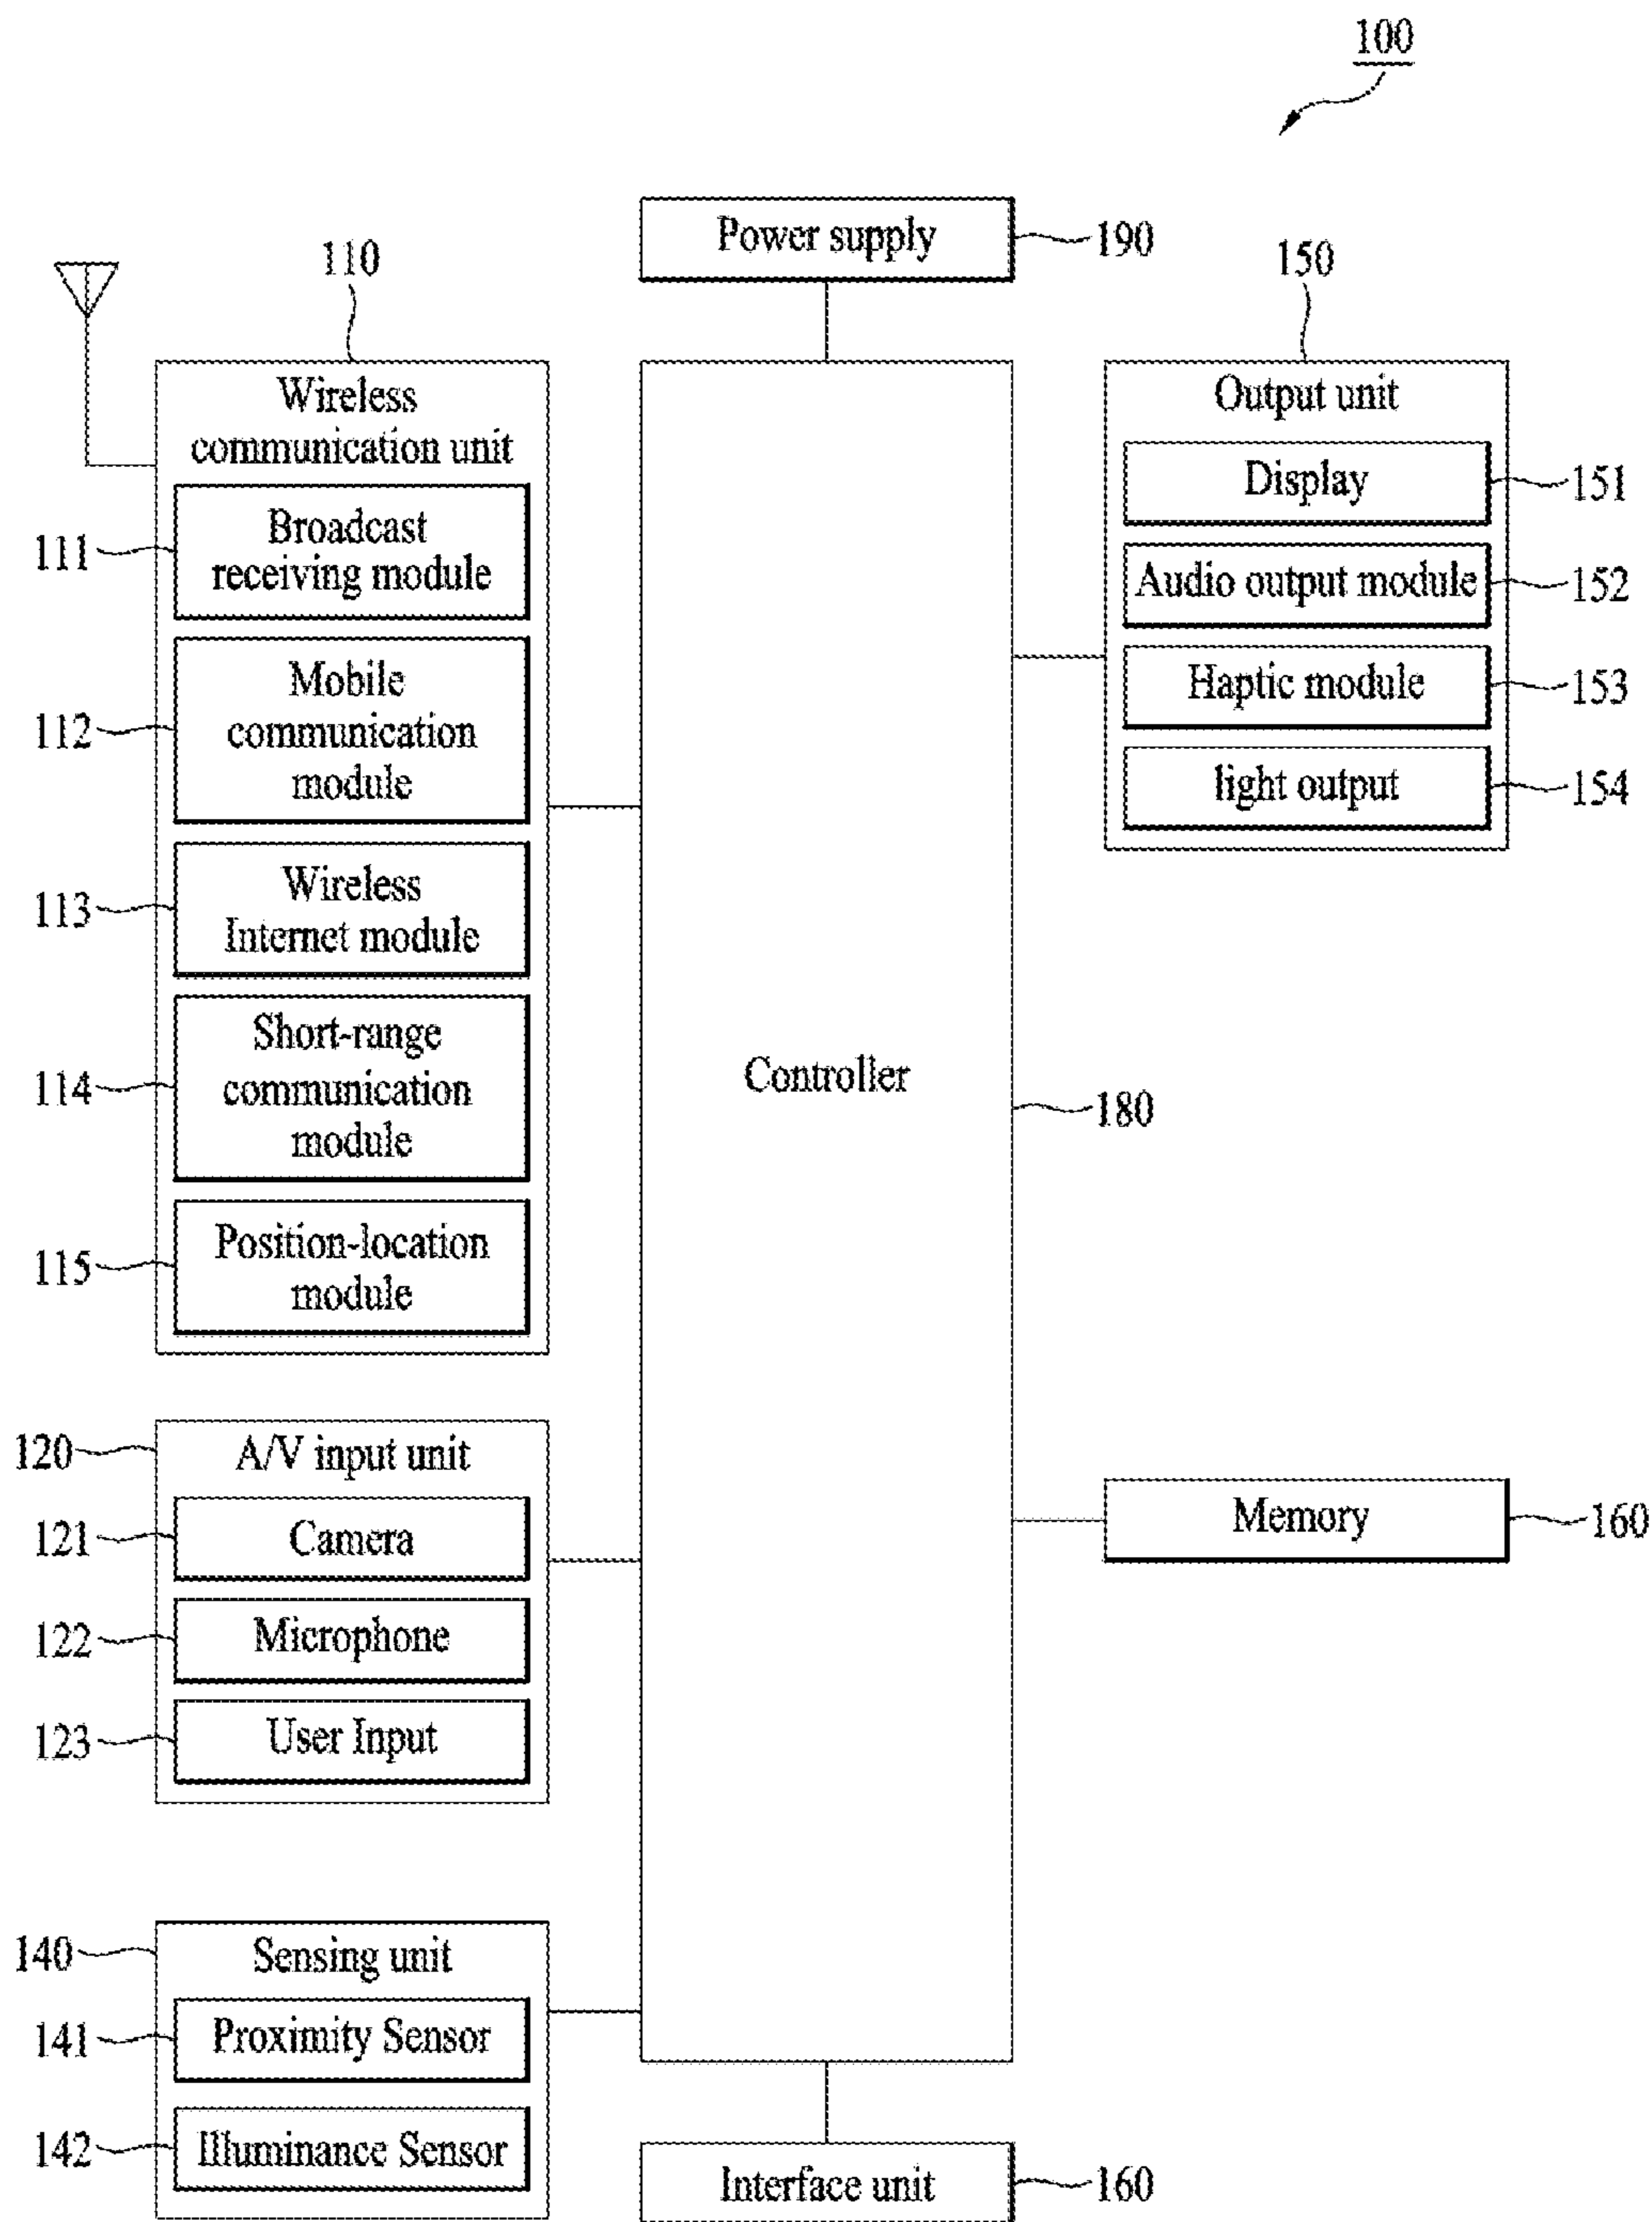 100
Power supply
190
110
Wireless
communication unit
111
Broadcast
receiving module
112
Mobile
communication
module
113
Wireless
Internet module
114
Short-range
communication
module
115
Position-location
module
120
A/V input unit
121
Camera
122
Microphone
123
User Input
140
Sensing unit
141
Proximity Sensor
142
Illuminance Sensor
Controller
180
150
Output unit
Display
151
Audio output module
152
Haptic module
153
light output
154
Memory
160
Interface unit
160